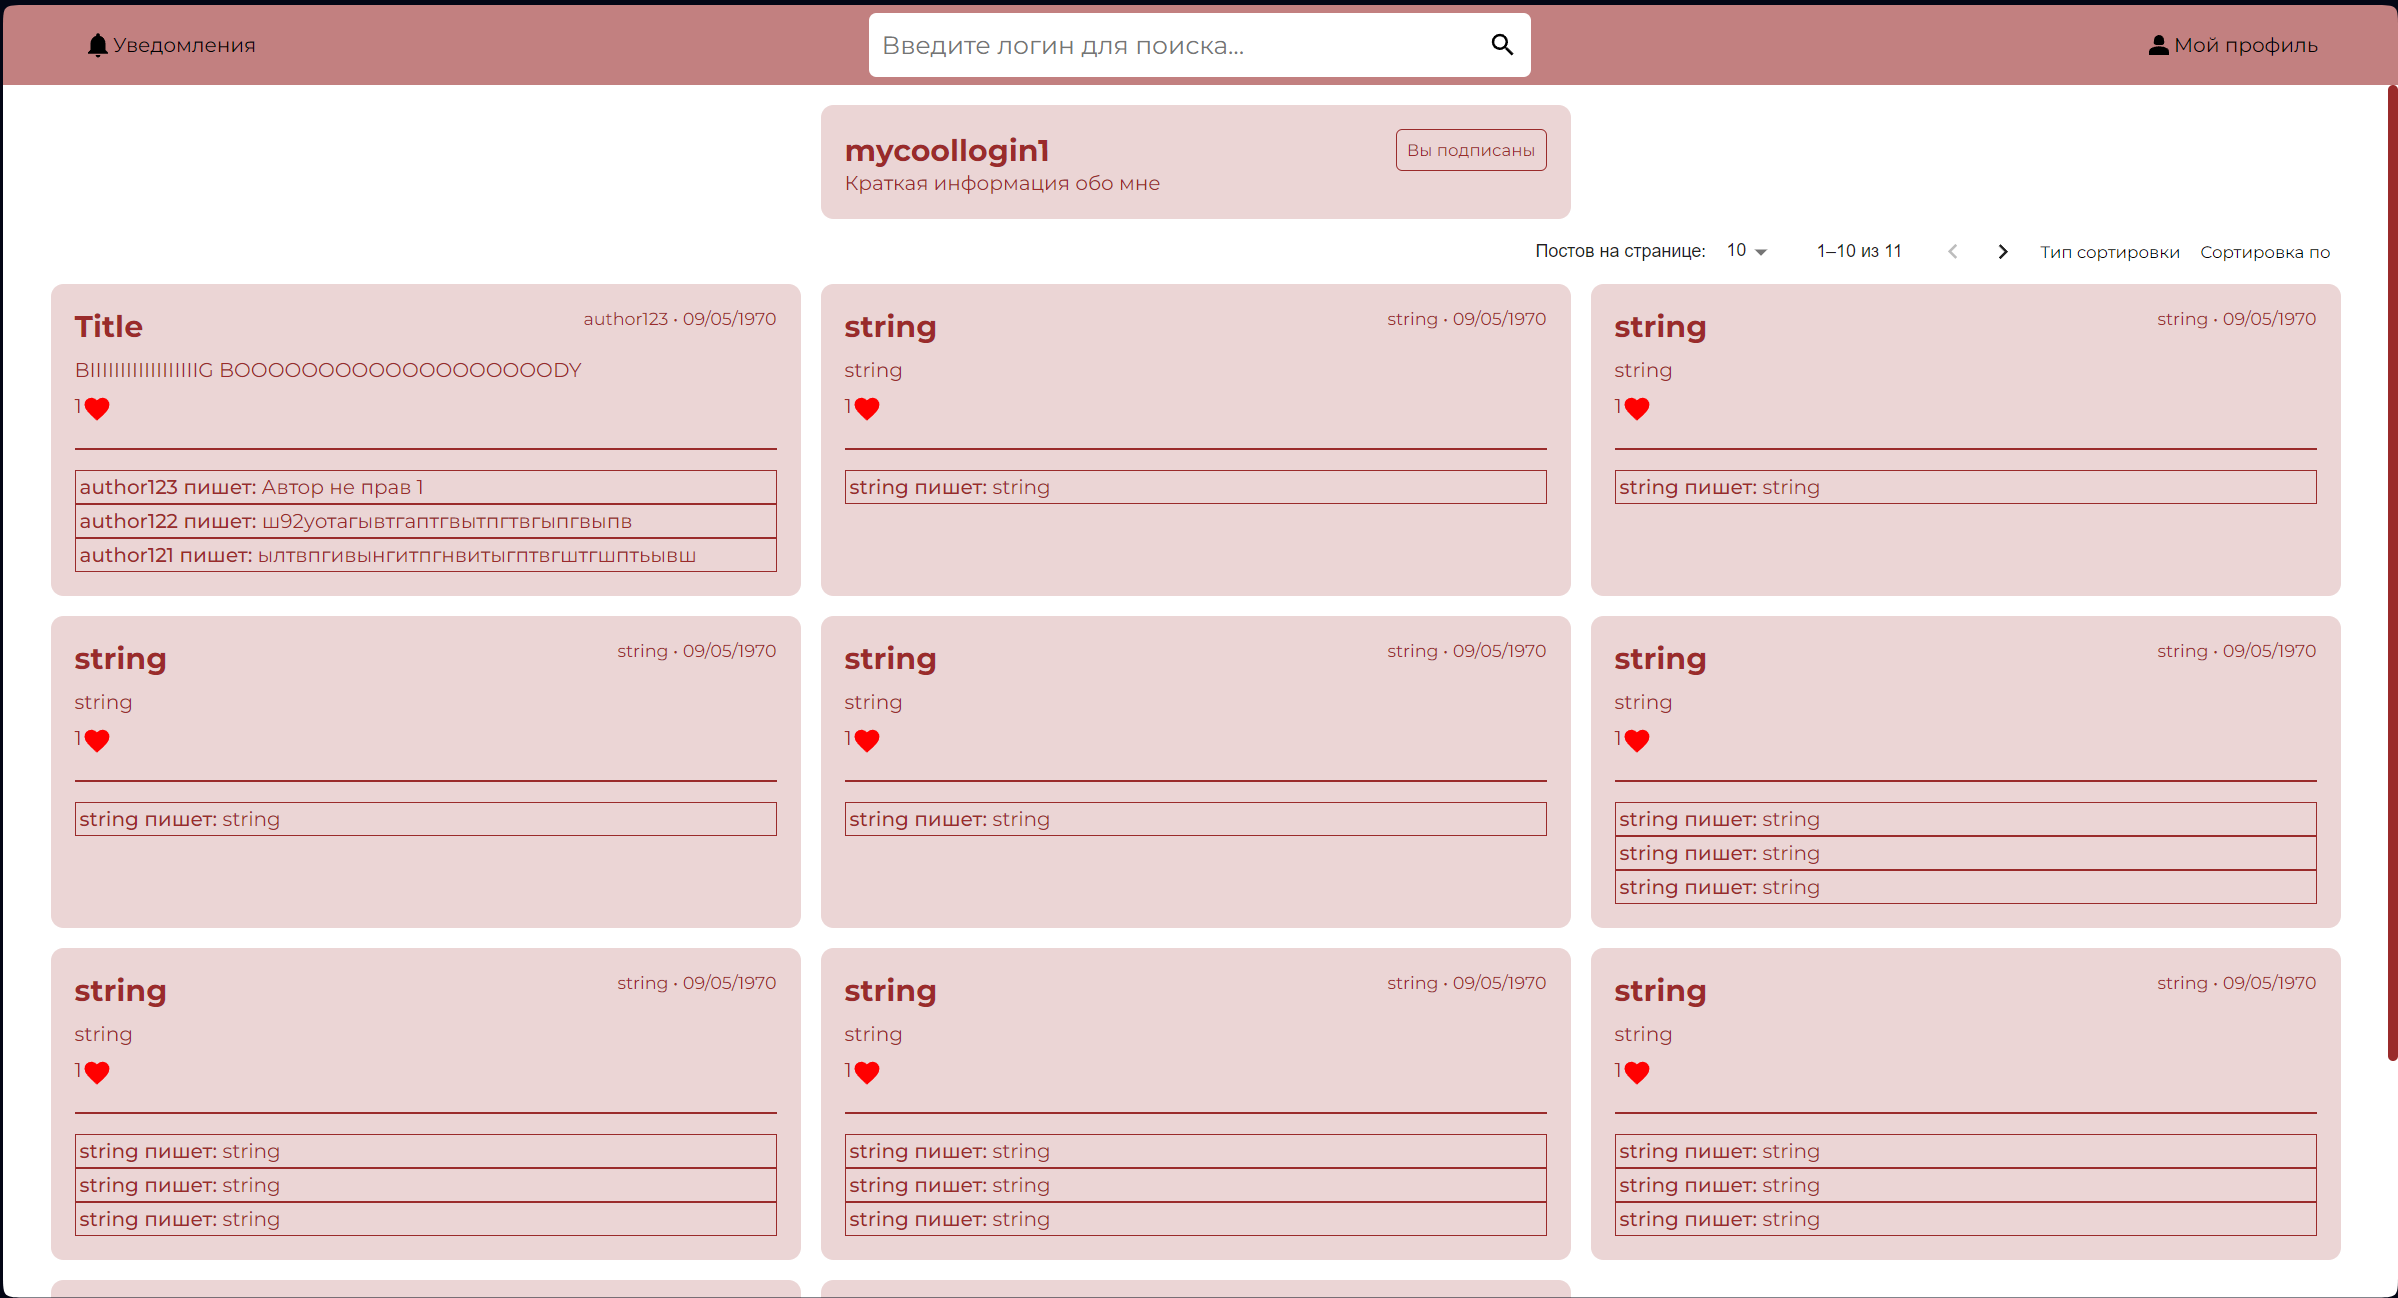 Уведомления
Введите логин для поиска...
Мой профиль
mycoollogin1
Вы подписаны
Краткая информация обо мне
Постов на странице: 10 1–10 из 11 Тип сортировки Сортировка по
Title
author123 • 09/05/1970
BIIIIIIIIIIIIIIIIIIG BOOOOOOOOOOOOOOOOOOODY
1
author123 пишет: Автор не прав 1
author122 пишет: ш92уотагывтгаптгвытпгтвгыпгвыпв
author121 пишет: ылтвпгивынгитпгнвитыгптвгштгшптьывш
string
string • 09/05/1970
string
1
string пишет: string
string
string • 09/05/1970
string
1
string пишет: string
string
string • 09/05/1970
string
1
string пишет: string
string
string • 09/05/1970
string
1
string пишет: string
string
string • 09/05/1970
string
1
string пишет: string
string пишет: string
string пишет: string
string
string • 09/05/1970
string
1
string пишет: string
string пишет: string
string пишет: string
string
string • 09/05/1970
string
1
string пишет: string
string пишет: string
string пишет: string
string
string • 09/05/1970
string
1
string пишет: string
string пишет: string
string пишет: string